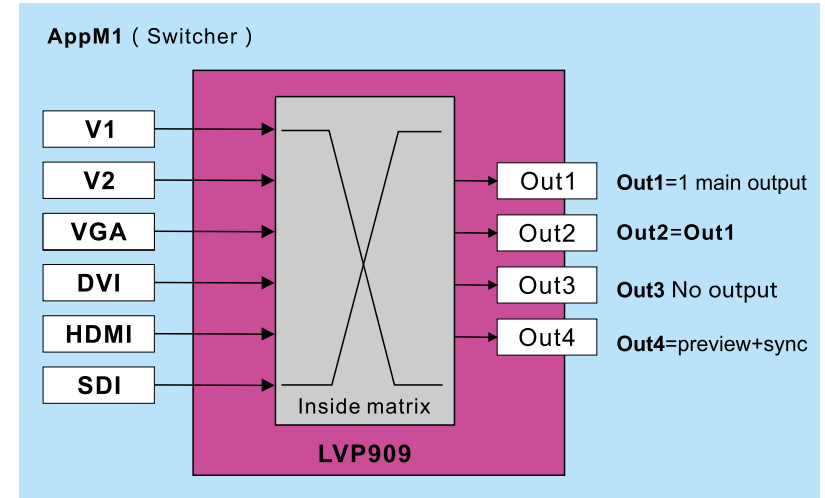 AppM1 ( Switcher )
V1
V2
VGA
DVI
HDMI
SDI
Inside matrix
LVP909
Out1
Out2
Out3
Out4
Out1=1 main output
Out2=Out1
Out3 No output
Out4=preview+sync